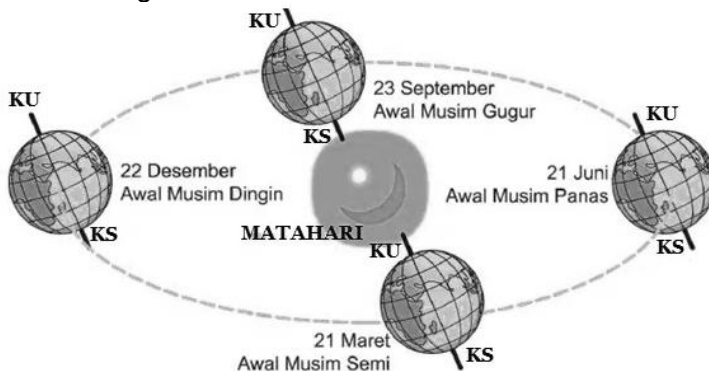 KU
23 September
Awal Musim Gugur
KS
KU
22 Desember
Awal Musim Dingin
KS
KU
21 Juni
Awal Musim Panas
KS
MATAHARI
KU
21 Maret
Awal Musim Semi
KS